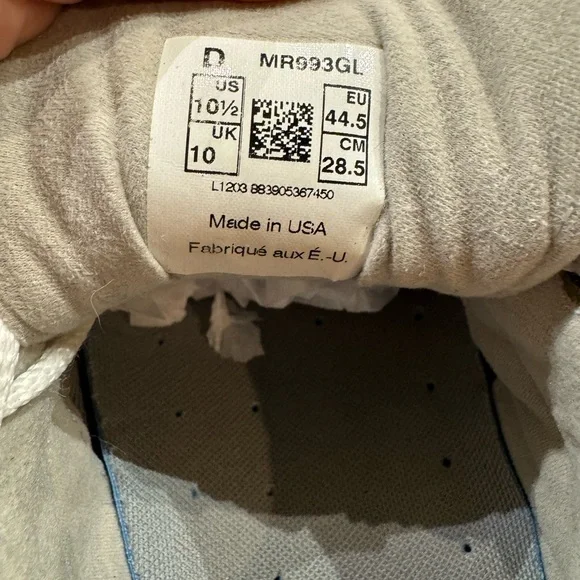 D MR993GL
US 10½ EU 44.5
UK 10 CM 28.5
L1203 883905367450
Made in USA
Fabriqué aux É.-U.